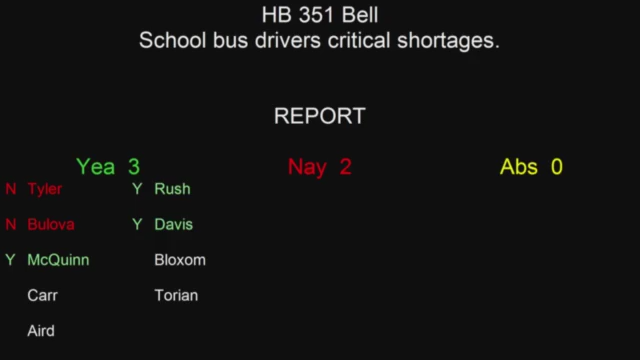 HB 351 Bell
School bus drivers critical shortages.
REPORT
Yea 3 Nay 2 Abs 0
N Tyler Y Rush
N Bulova Y Davis
Y McQuinn Bloxom
Carr Torian
Aird